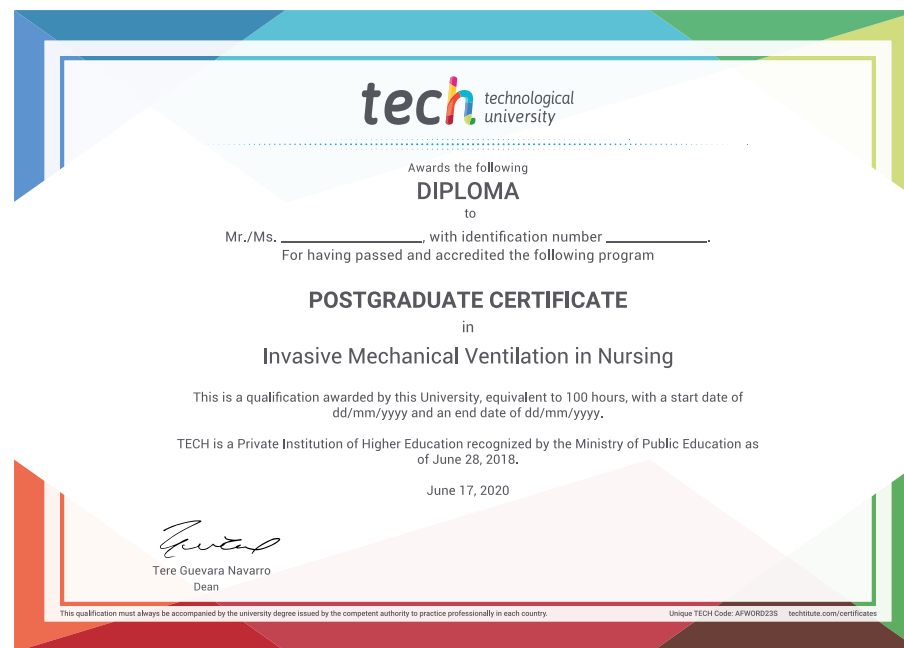 tech technological
university
Awards the following
DIPLOMA
to
Mr./Ms. ____________________, with identification number ______________.
For having passed and accredited the following program
POSTGRADUATE CERTIFICATE
in
Invasive Mechanical Ventilation in Nursing
This is a qualification awarded by this University, equivalent to 100 hours, with a start date of
dd/mm/yyyy and an end date of dd/mm/yyyy.
TECH is a Private Institution of Higher Education recognized by the Ministry of Public Education as
of June 28, 2018.
June 17, 2020
Tere Guevara Navarro
Dean
This qualification must always be accompanied by the university degree issued by the competent authority to practice professionally in each country.
Unique TECH Code: AFWORD23S techtitute.com/certificates